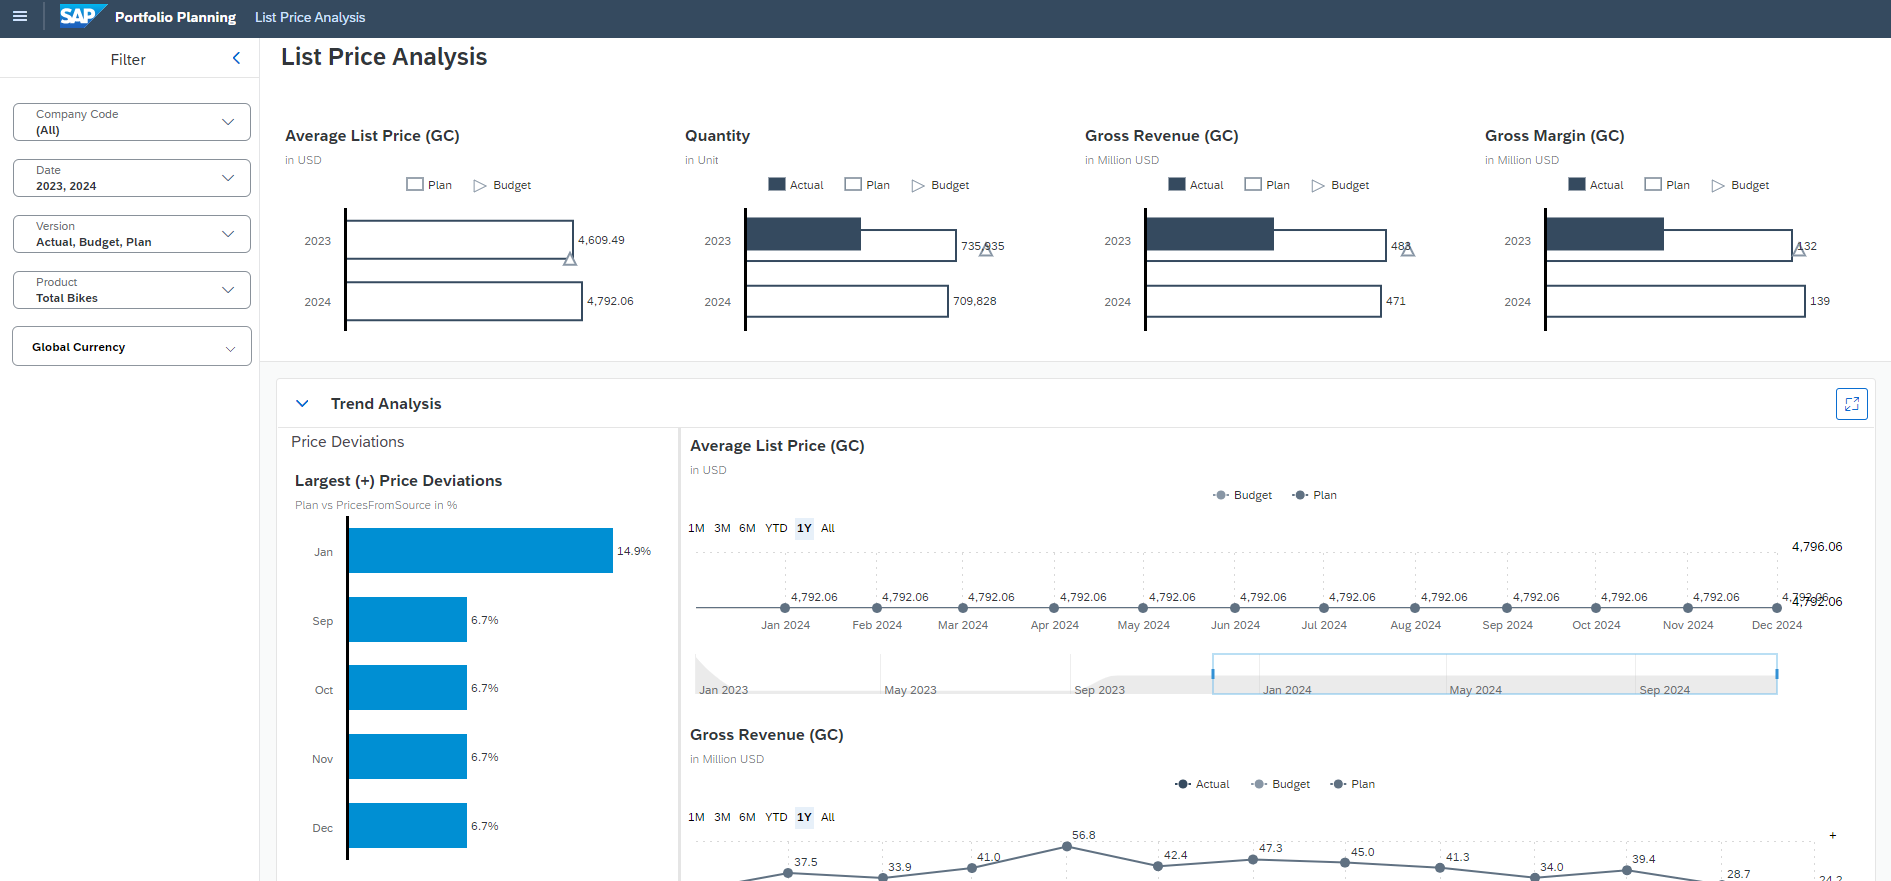 SAP Portfolio Planning List Price Analysis
Filter
Company Code
(All)
Date
2023, 2024
Version
Actual, Budget, Plan
Product
Total Bikes
Global Currency
List Price Analysis
Average List Price (GC)
in USD
Plan Budget
2023 4,609.49
2024 4,792.06
Quantity
in Unit
Actual Plan Budget
2023 735,935
2024 709,828
Gross Revenue (GC)
in Million USD
Actual Plan Budget
2023 483
2024 471
Gross Margin (GC)
in Million USD
Actual Plan Budget
2023 132
2024 139
Trend Analysis
Price Deviations
Largest (+) Price Deviations
Plan vs PricesFromSource in %
Jan 14.9%
Sep 6.7%
Oct 6.7%
Nov 6.7%
Dec 6.7%
Average List Price (GC)
in USD
Budget Plan
1M 3M 6M YTD 1Y All
4,796.06
4,792.06 4,792.06 4,792.06 4,792.06 4,792.06 4,792.06 4,792.06 4,792.06 4,792.06 4,792.06 4,792.06 4,792.06
4,792.06
Jan 2024 Feb 2024 Mar 2024 Apr 2024 May 2024 Jun 2024 Jul 2024 Aug 2024 Sep 2024 Oct 2024 Nov 2024 Dec 2024
Jan 2023 May 2023 Sep 2023 Jan 2024 May 2024 Sep 2024
Gross Revenue (GC)
in Million USD
Actual Budget Plan
1M 3M 6M YTD 1Y All
+
37.5 33.9 41.0 56.8 42.4 47.3 45.0 41.3 34.0 39.4 28.7 24.2